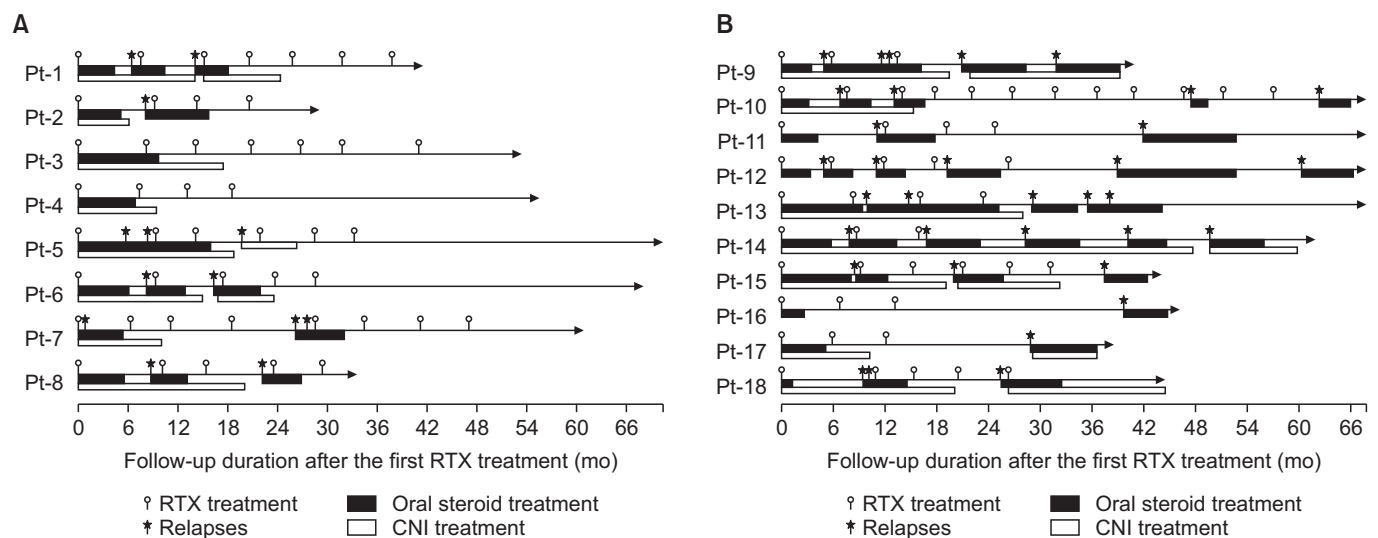 A
Pt-1
Pt-2
Pt-3
Pt-4
Pt-5
Pt-6
Pt-7
Pt-8
0 6 12 18 24 30 36 42 48 54 60 66
Follow-up duration after the first RTX treatment (mo)
RTX treatment Oral steroid treatment
Relapses CNI treatment
B
Pt-9
Pt-10
Pt-11
Pt-12
Pt-13
Pt-14
Pt-15
Pt-16
Pt-17
Pt-18
0 6 12 18 24 30 36 42 48 54 60 66
Follow-up duration after the first RTX treatment (mo)
RTX treatment Oral steroid treatment
Relapses CNI treatment